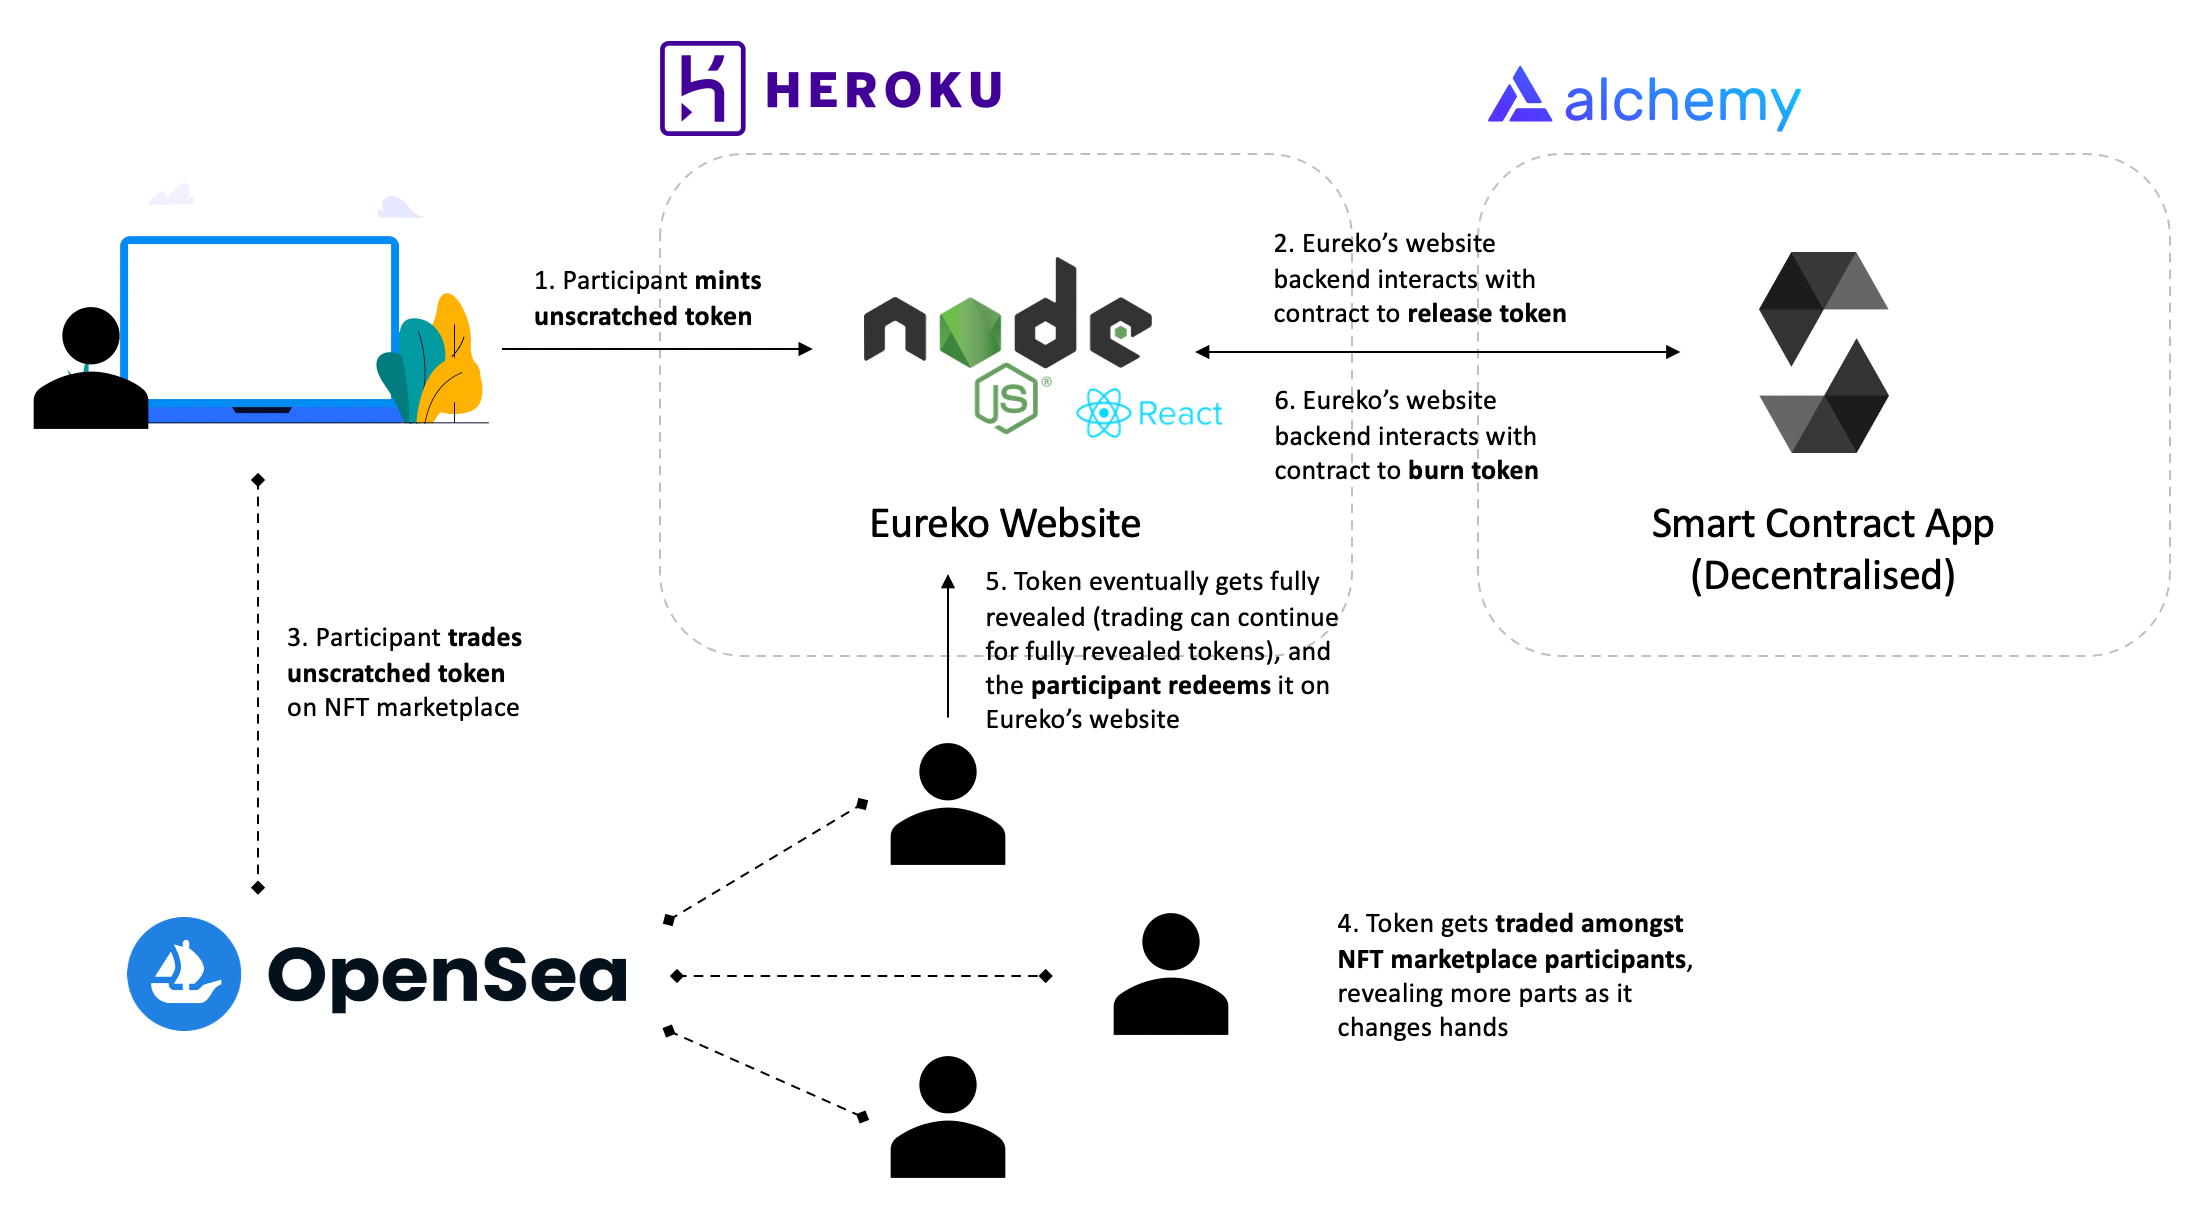 HEROKU
alchemy
1. Participant mints
unscratched token
node
JS®
React
2. Eureko’s website
backend interacts with
contract to release token
6. Eureko’s website
backend interacts with
contract to burn token
Eureko Website
Smart Contract App
(Decentralised)
3. Participant trades
unscratched token
on NFT marketplace
5. Token eventually gets fully
revealed (trading can continue
for fully revealed tokens), and
the participant redeems it on
Eureko’s website
OpenSea
4. Token gets traded amongst
NFT marketplace participants,
revealing more parts as it
changes hands